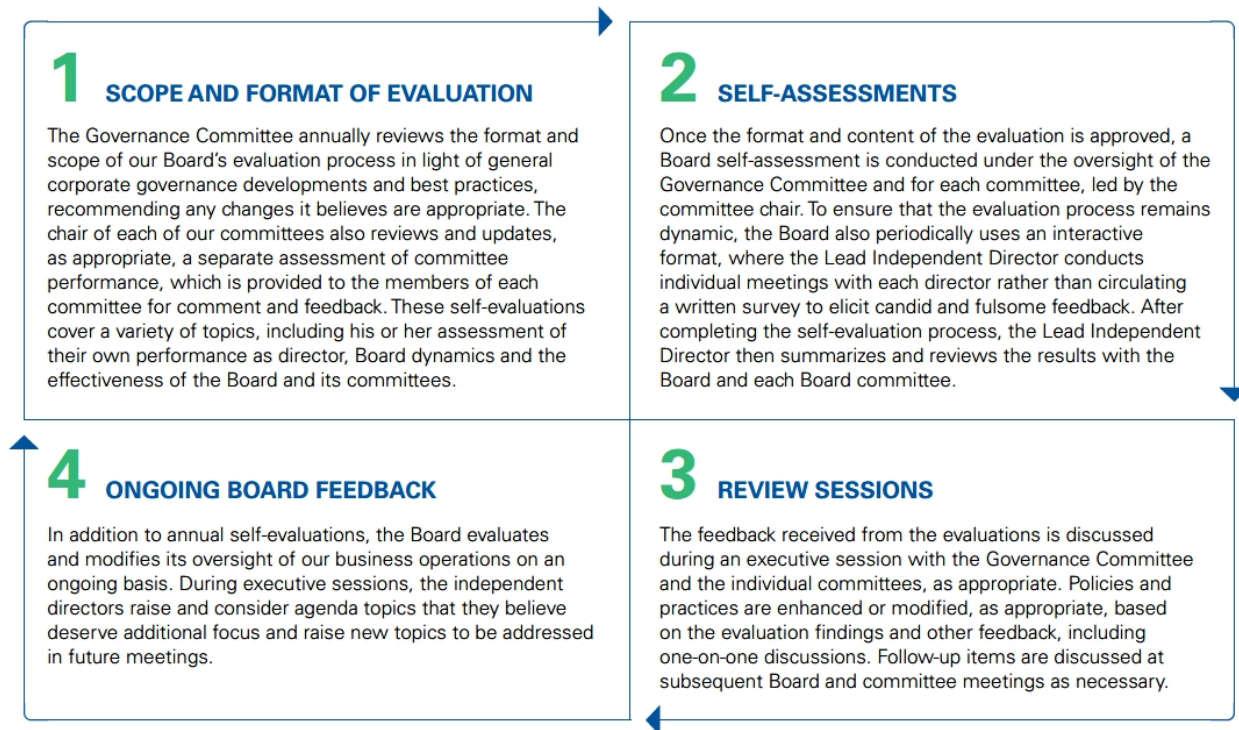 1 SCOPE AND FORMAT OF EVALUATION
The Governance Committee annually reviews the format and
scope of our Board's evaluation process in light of general
corporate governance developments and best practices,
recommending any changes it believes are appropriate. The
chair of each of our committees also reviews and updates,
as appropriate, a separate assessment of committee
performance, which is provided to the members of each
committee for comment and feedback. These self-evaluations
cover a variety of topics, including his or her assessment of
their own performance as director, Board dynamics and the
effectiveness of the Board and its committees.
2 SELF-ASSESSMENTS
Once the format and content of the evaluation is approved, a
Board self-assessment is conducted under the oversight of the
Governance Committee and for each committee, led by the
committee chair. To ensure that the evaluation process remains
dynamic, the Board also periodically uses an interactive
format, where the Lead Independent Director conducts
individual meetings with each director rather than circulating
a written survey to elicit candid and fulsome feedback. After
completing the self-evaluation process, the Lead Independent
Director then summarizes and reviews the results with the
Board and each Board committee.
3 REVIEW SESSIONS
The feedback received from the evaluations is discussed
during an executive session with the Governance Committee
and the individual committees, as appropriate. Policies and
practices are enhanced or modified, as appropriate, based
on the evaluation findings and other feedback, including
one-on-one discussions. Follow-up items are discussed at
subsequent Board and committee meetings as necessary.
4 ONGOING BOARD FEEDBACK
In addition to annual self-evaluations, the Board evaluates
and modifies its oversight of our business operations on an
ongoing basis. During executive sessions, the independent
directors raise and consider agenda topics that they believe
deserve additional focus and raise new topics to be addressed
in future meetings.